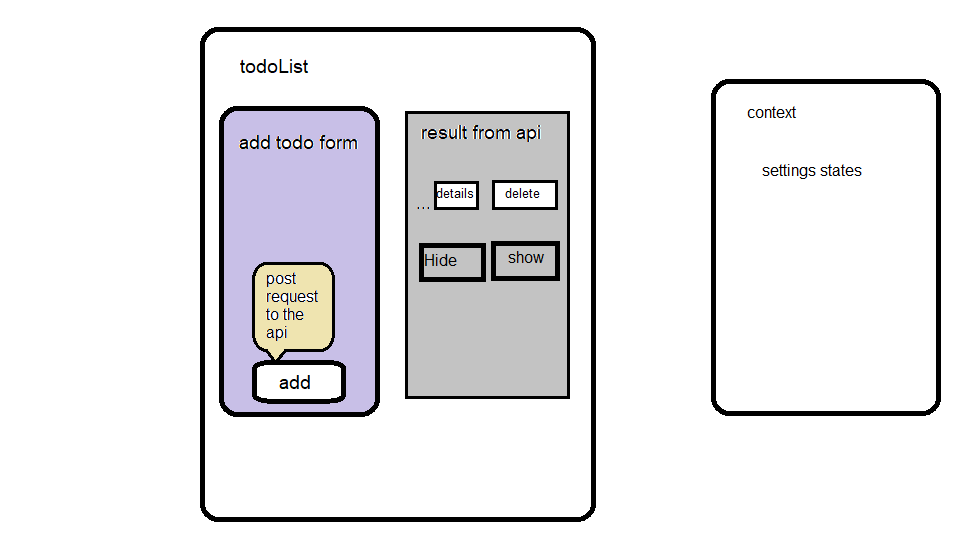 todoList
add todo form
post
request
to the
api
add
result from api
... details delete
Hide show
context
settings states